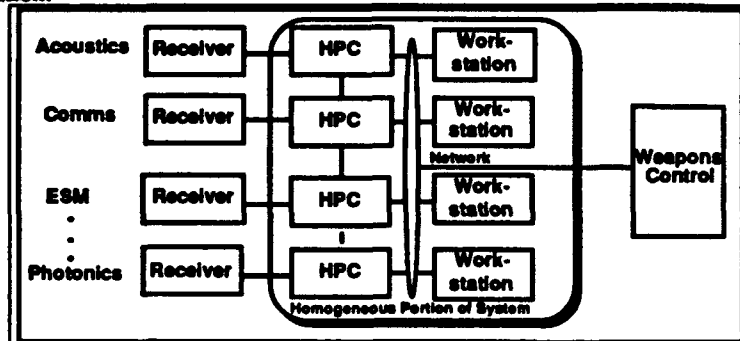 Acoustics Receiver HPC Work-
station
Comms Receiver HPC Work-
station
Network
Weapons
Control
ESM Receiver HPC Work-
station
Photonics Receiver HPC Work-
station
Homogeneous Portion of System